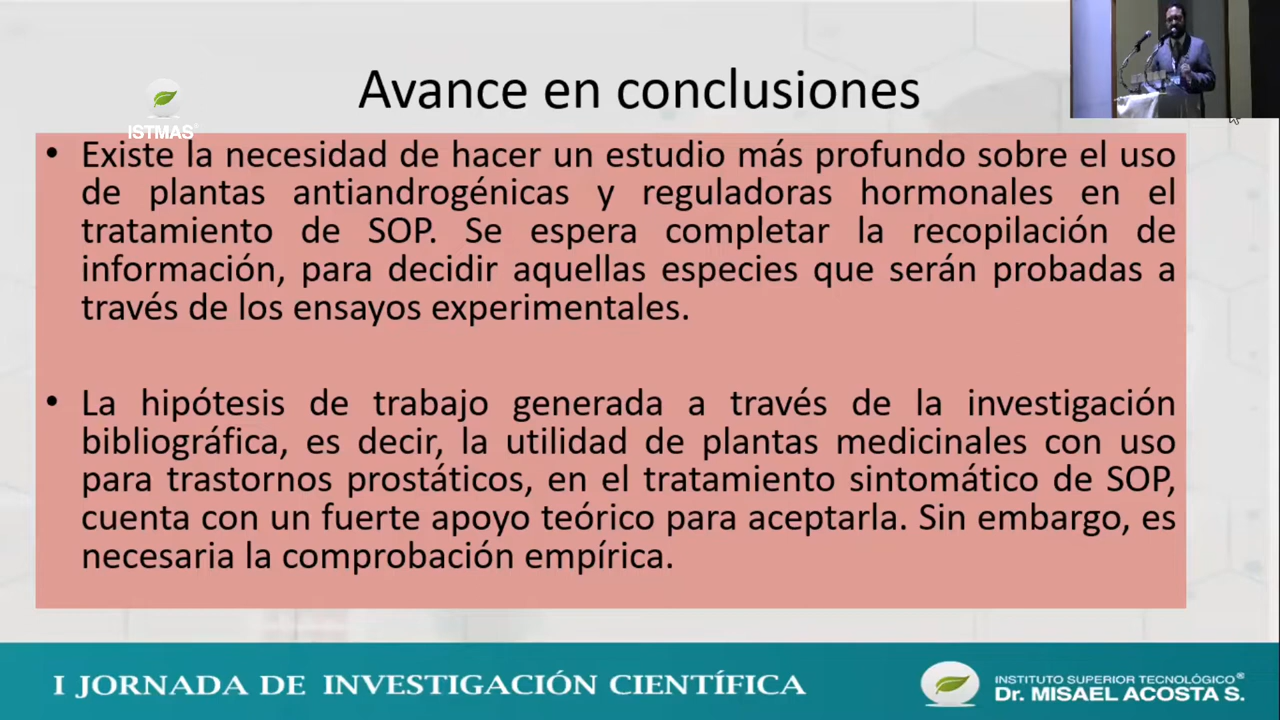 Avance en conclusiones
ISTMAS®
• Existe la necesidad de hacer un estudio más profundo sobre el uso
de plantas antiandrogénicas y reguladoras hormonales en el
tratamiento de SOP. Se espera completar la recopilación de
información, para decidir aquellas especies que serán probadas a
través de los ensayos experimentales.
• La hipótesis de trabajo generada a través de la investigación
bibliográfica, es decir, la utilidad de plantas medicinales con uso
para trastornos prostáticos, en el tratamiento sintomático de SOP,
cuenta con un fuerte apoyo teórico para aceptarla. Sin embargo, es
necesaria la comprobación empírica.
I JORNADA DE INVESTIGACIÓN CIENTÍFICA
INSTITUTO SUPERIOR TECNOLÓGICO®
Dr. MISAEL ACOSTA S.